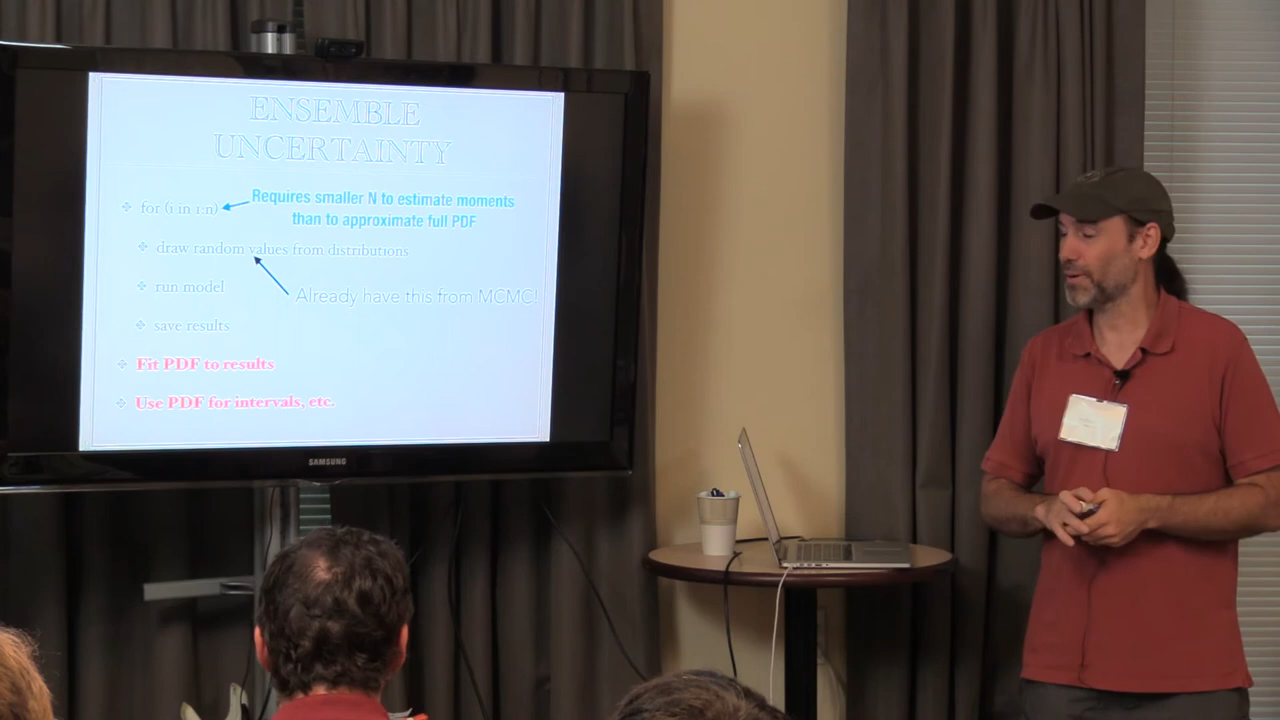 ENSEMBLE
UNCERTAINTY
for (i in 1:n)
Requires smaller N to estimate moments
than to approximate full PDF
draw random values from distributions
Already have this from MCMC!
run model
save results
Fit PDF to results
Use PDF for intervals, etc.
SAMSUNG